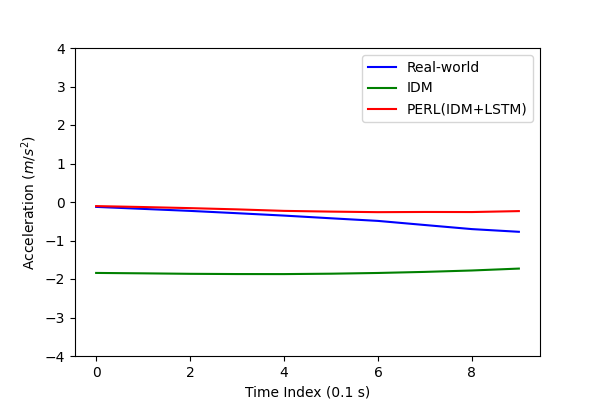 4
3
2
1
0
−1
−2
−3
−4
Acceleration (m/s²)
Real-world
IDM
PERL(IDM+LSTM)
0 2 4 6 8
Time Index (0.1 s)